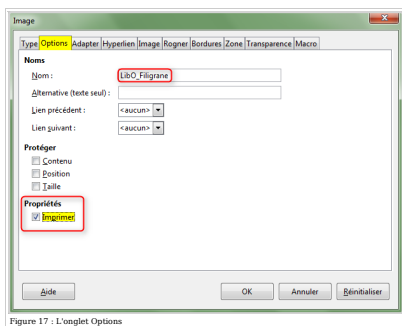 Image
Type Options Adapter Hyperlien Image Rogner Bordures Zone Transparence Macro
Noms
Nom : LibO_Filigrane
Alternative (texte seul) :
Lien précédent : <aucun>
Lien suivant : <aucun>
Protéger
Contenu
Position
Taille
Propriétés
Imprimer
Aide OK Annuler Réinitialiser
Figure 17 : L'onglet Options